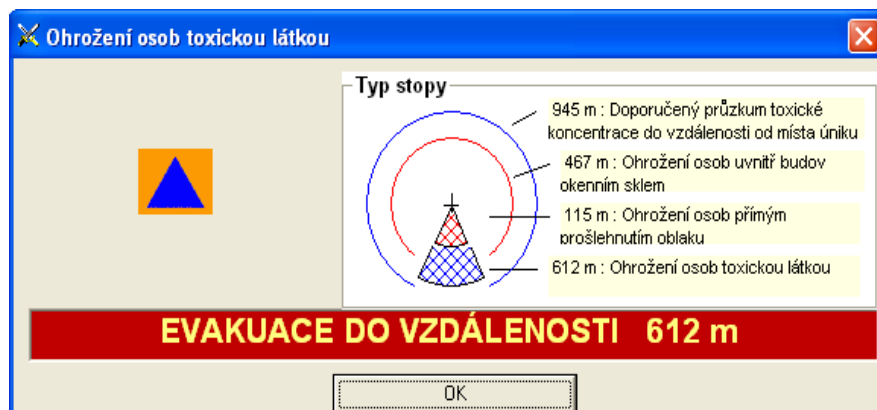 Ohrožení osob toxickou látkou
Typ stopy
945 m : Doporučený průzkum toxické
koncentrace do vzdálenosti od místa úniku
467 m : Ohrožení osob uvnitř budov
okenním sklem
115 m : Ohrožení osob přímým
prošlehnutím oblaku
612 m : Ohrožení osob toxickou látkou
EVAKUACE DO VZDÁLENOSTI 612 m
OK